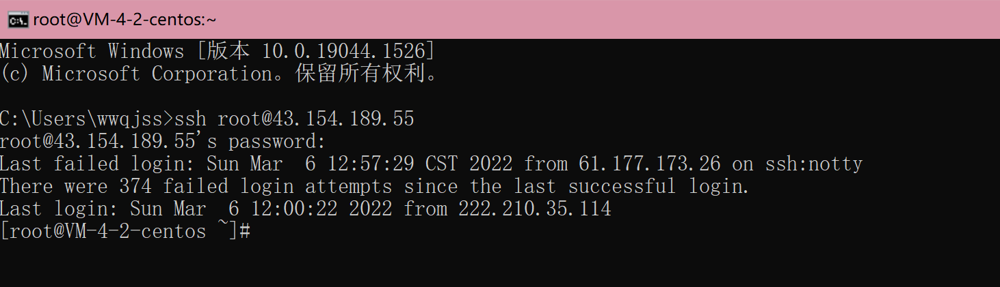 root@VM-4-2-centos:~
Microsoft Windows [版本 10.0.19044.1526]
(c) Microsoft Corporation。保留所有权利。
C:\Users\wwqjss>ssh root@43.154.189.55
root@43.154.189.55's password:
Last failed login: Sun Mar  6 12:57:29 CST 2022 from 61.177.173.26 on ssh:notty
There were 374 failed login attempts since the last successful login.
Last login: Sun Mar  6 12:00:22 2022 from 222.210.35.114
[root@VM-4-2-centos ~]#